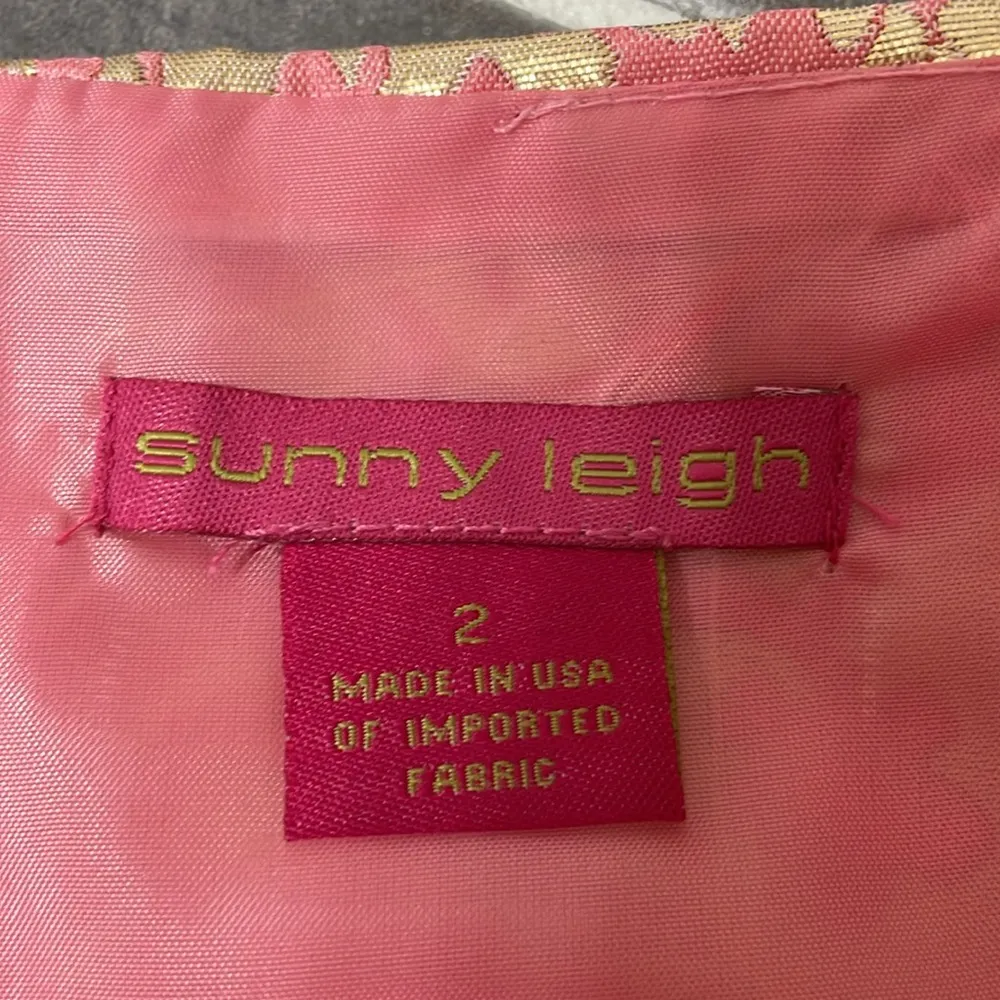 sunny leigh
2
MADE IN USA
OF IMPORTED
FABRIC